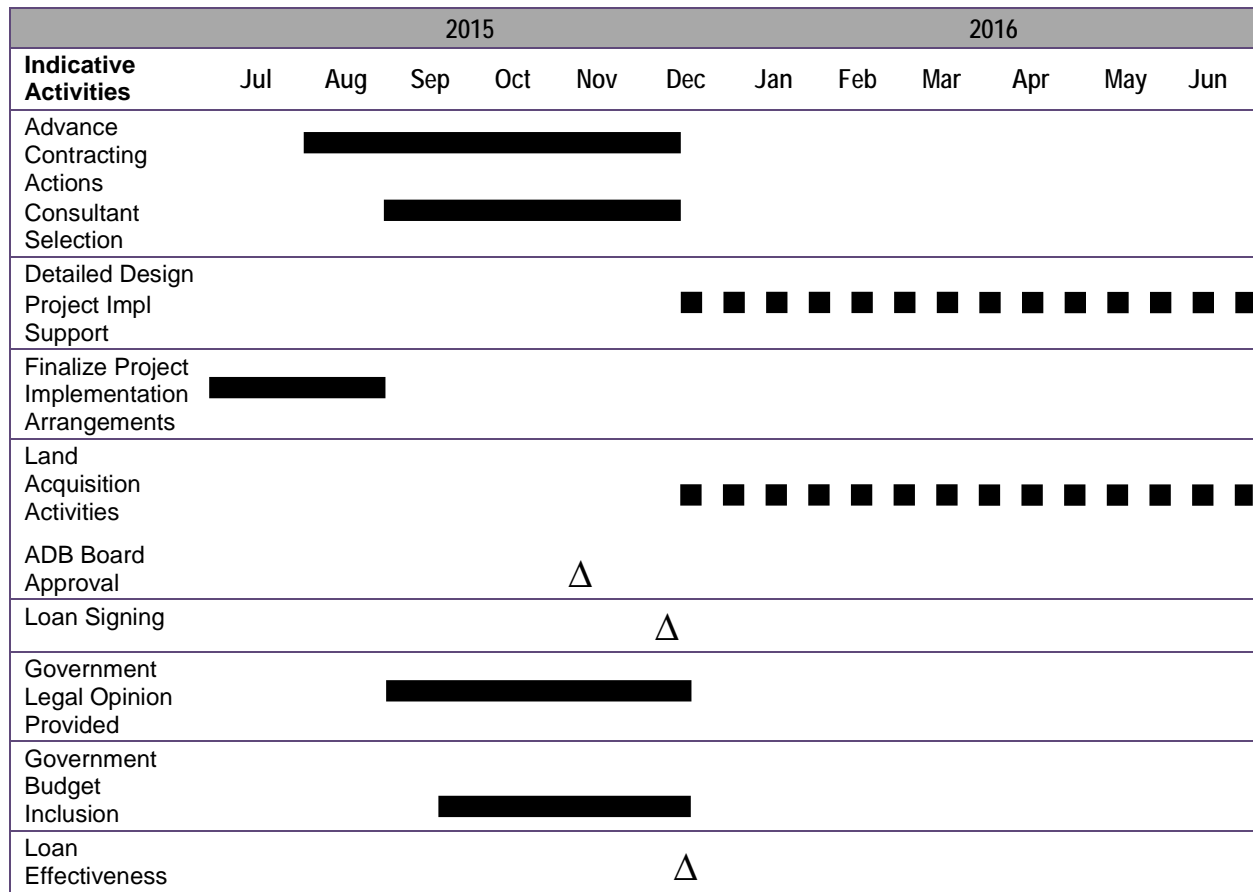 2015 2016
Indicative
Activities
Jul Aug Sep Oct Nov Dec Jan Feb Mar Apr May Jun
Advance
Contracting
Actions
Consultant
Selection
Detailed Design
Project Impl
Support
Finalize Project
Implementation
Arrangements
Land
Acquisition
Activities
ADB Board
Approval
Δ
Loan Signing
Δ
Government
Legal Opinion
Provided
Government
Budget
Inclusion
Loan
Effectiveness
Δ